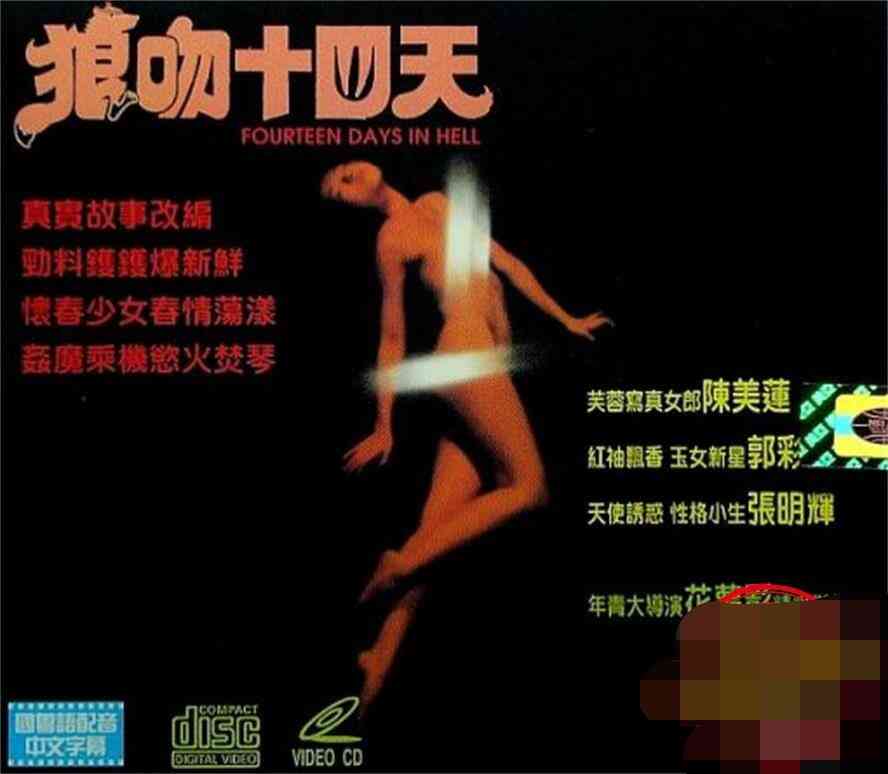 狼吻十四天
FOURTEEN DAYS IN HELL
真實故事改編
勁料鑊鑊爆新鮮
懷春少女春情蕩漾
姦魔乘機慾火焚琴
芙蓉寫真女郎陳美蓮
紅袖飄香 玉女新星郭彩
天使誘惑 性格小生張明輝
年青大導演花
國粵語配音
中文字幕
COMPACT
disc
DIGITAL VIDEO
VIDEO CD